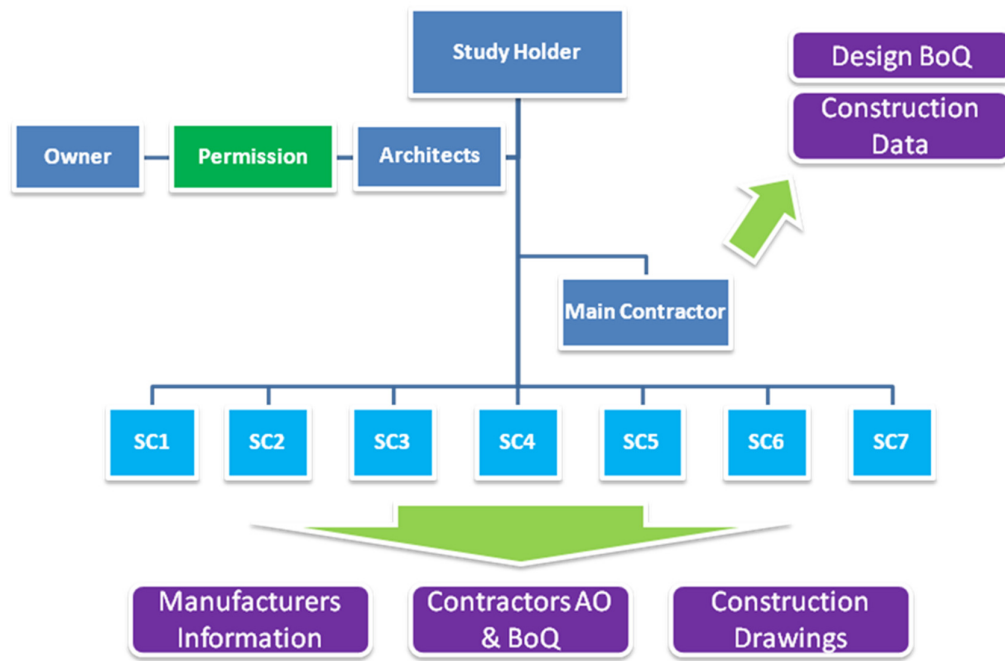 Study Holder
Design BoQ
Construction
Data
Owner
Permission
Architects
Main Contractor
SC1
SC2
SC3
SC4
SC5
SC6
SC7
Manufacturers
Information
Contractors AO
& BoQ
Construction
Drawings